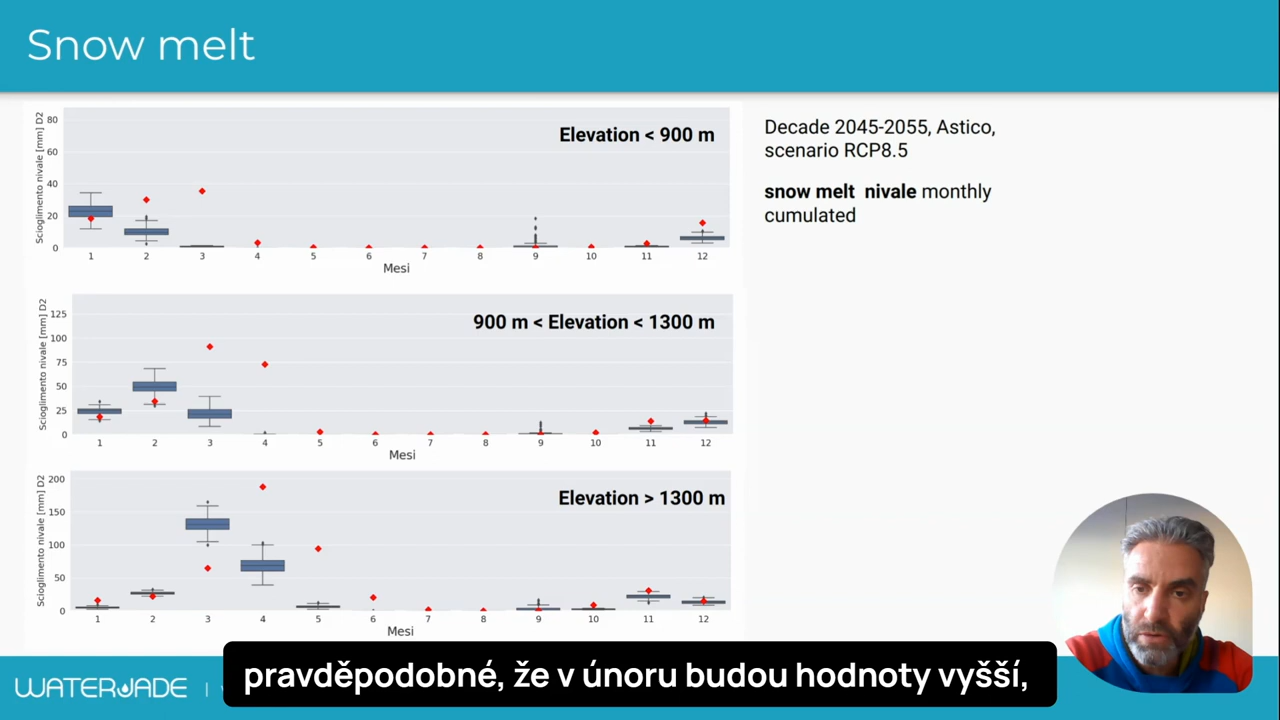 Snow melt
Scioglimento nivale [mm] D2
80
60
40
20
0
Elevation < 900 m
1 2 3 4 5 6 7 8 9 10 11 12
Mesi
Decade 2045-2055, Astico,
scenario RCP8.5
snow melt nivale monthly
cumulated
Scioglimento nivale [mm] D2
125
100
75
50
25
0
900 m < Elevation < 1300 m
1 2 3 4 5 6 7 8 9 10 11 12
Mesi
Scioglimento nivale [mm] D2
200
150
100
50
0
Elevation > 1300 m
1 2 3 4 5 6 7 8 9 10 11 12
Mesi
WATERJADE
pravděpodobné, že v únoru budou hodnoty vyšší,